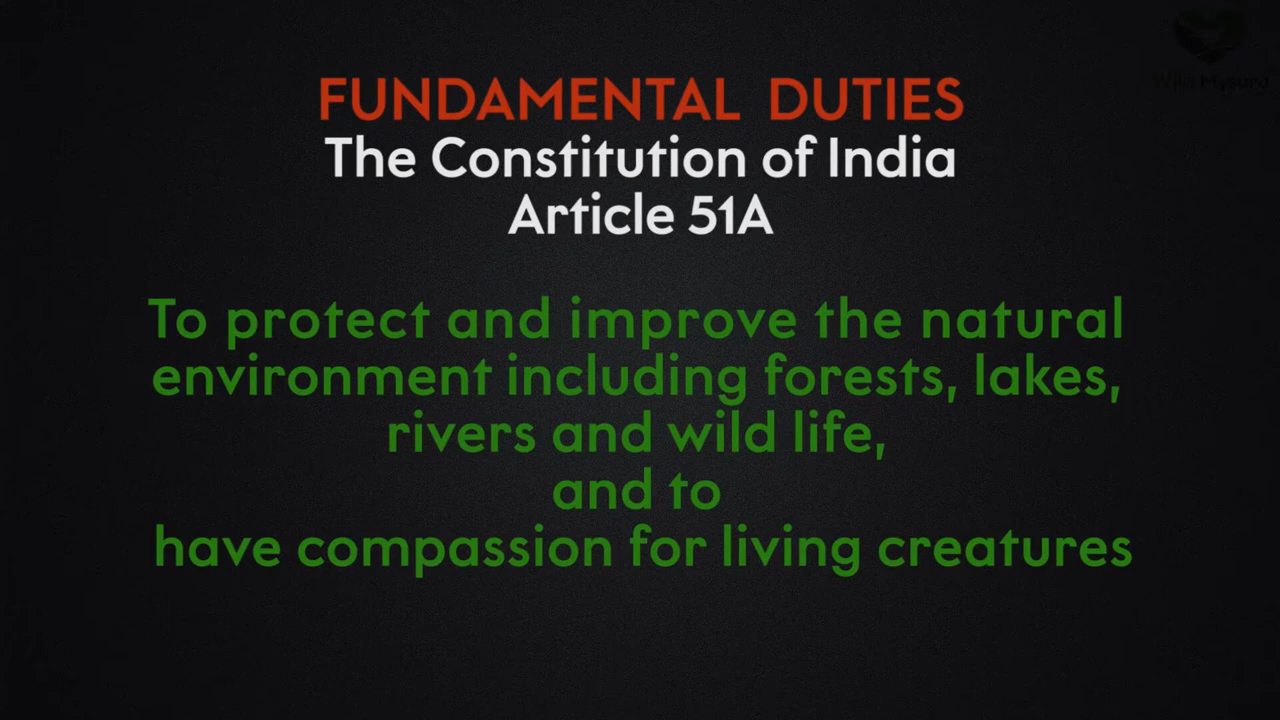 FUNDAMENTAL DUTIES
The Constitution of India
Article 51A
To protect and improve the natural
environment including forests, lakes,
rivers and wild life,
and to
have compassion for living creatures
Mysuru